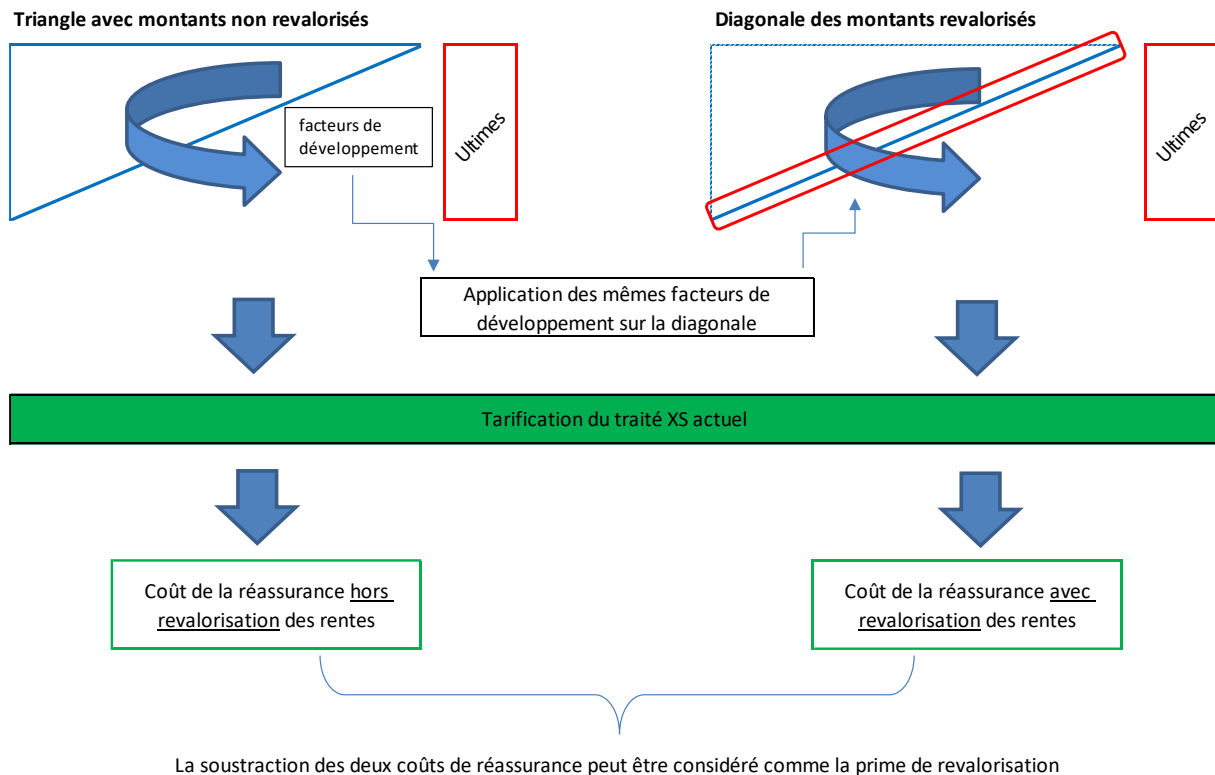 Triangle avec montants non revalorisés
Diagonale des montants revalorisés
facteurs de
développement
Ultimes
Ultimes
Application des mêmes facteurs de
développement sur la diagonale
Tarification du traité XS actuel
Coût de la réassurance hors
revalorisation des rentes
Coût de la réassurance avec
revalorisation des rentes
La soustraction des deux coûts de réassurance peut être considéré comme la prime de revalorisation